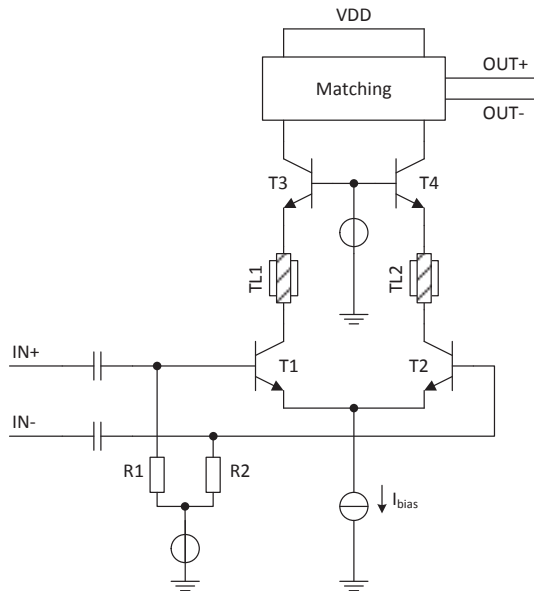 VDD
OUT+
Matching
OUT-
T3
T4
TL1
TL2
IN+
T1
T2
IN-
R1
R2
Ibias